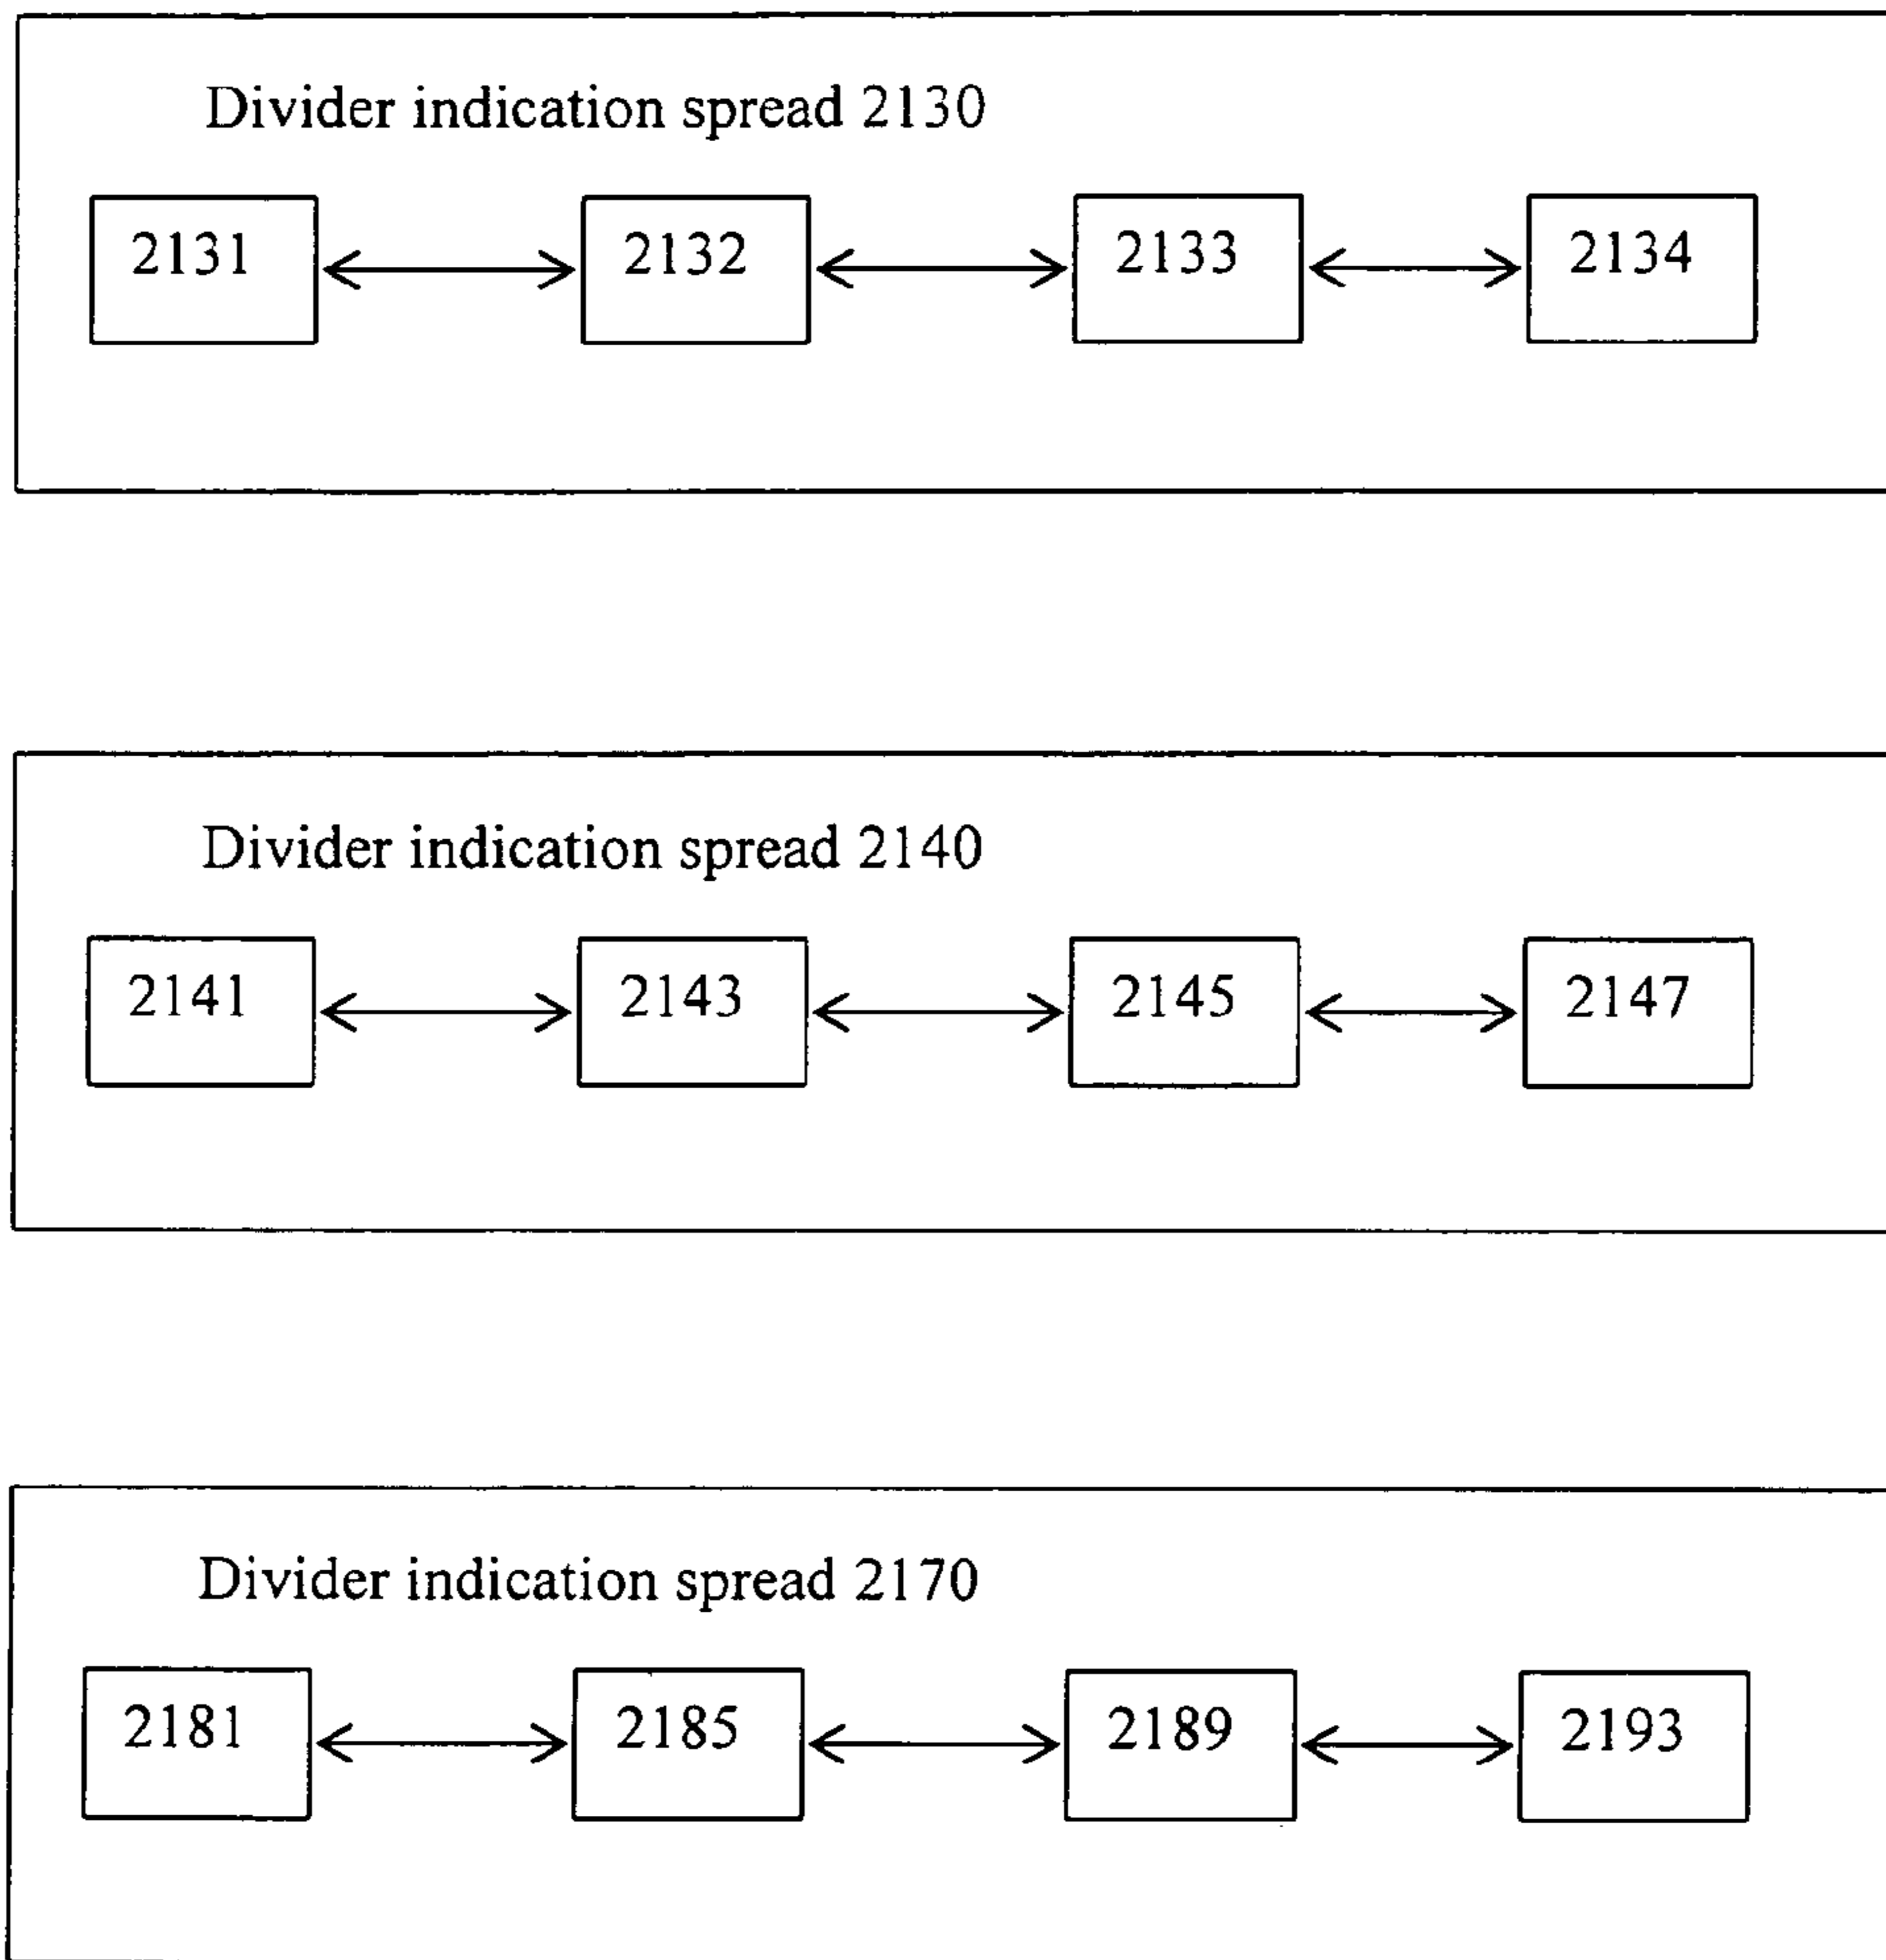 Divider indication spread 2130
2131 2132 2133 2134
Divider indication spread 2140
2141 2143 2145 2147
Divider indication spread 2170
2181 2185 2189 2193